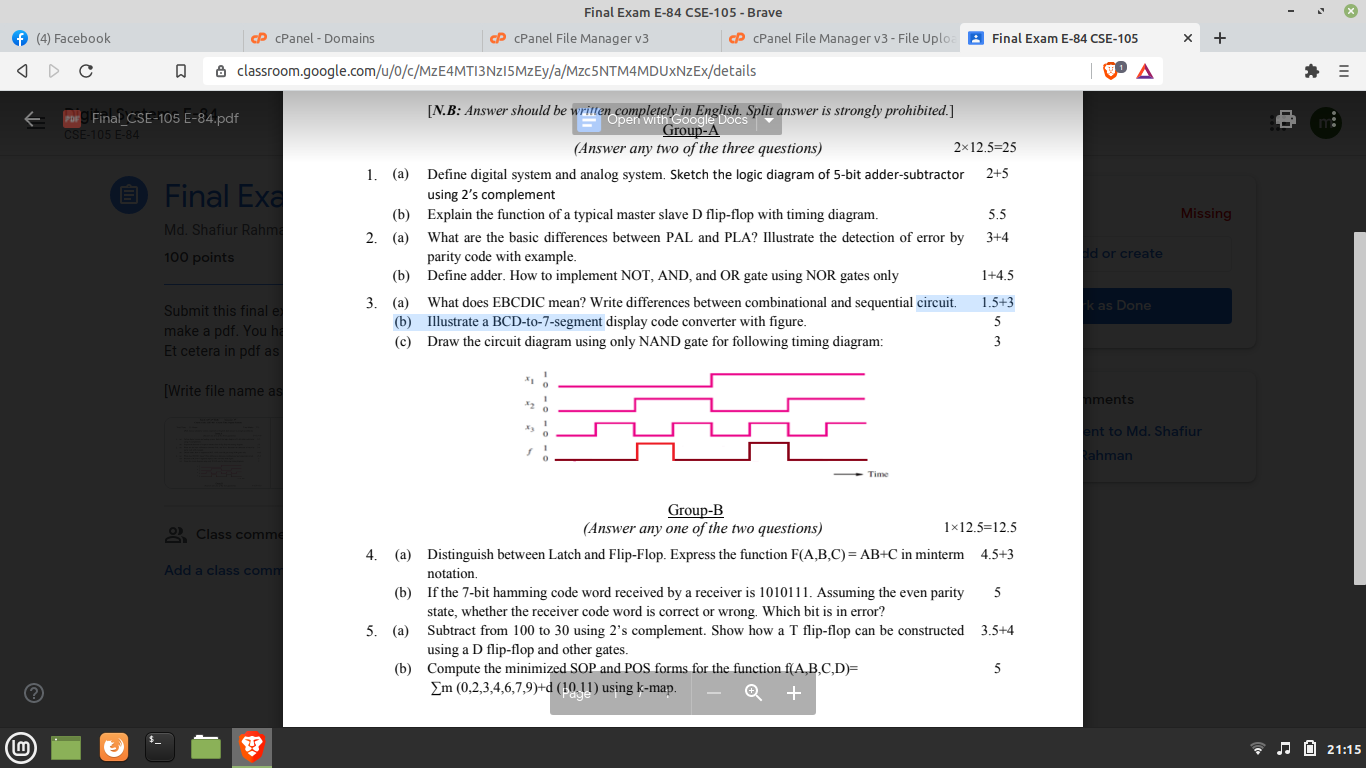 Final Exam E-84 CSE-105 - Brave
(4) Facebook
cPanel - Domains
cPanel File Manager v3
cPanel File Manager v3 - File Uploa
Final Exam E-84 CSE-105
classroom.google.com/u/0/c/MzE4MTI3NzI5MzEy/a/Mzc5NTM4MDUxNzEx/details
1
Digital Systems E-84
CSE-105 E-84
PDF Final_CSE-105 E-84.pdf
Open with Google Docs
m
Final Exa
Md. Shafiur Rahma
100 points
Submit this final e
make a pdf. You ha
Et cetera in pdf as
[Write file name as
Class comme
Add a class comm
Missing
dd or create
k as Done
mments
ent to Md. Shafiur
Rahman
[N.B: Answer should be written completely in English. Split answer is strongly prohibited.]
Group-A
(Answer any two of the three questions) 2×12.5=25
1. (a) Define digital system and analog system. Sketch the logic diagram of 5-bit adder-subtractor 2+5
using 2's complement
(b) Explain the function of a typical master slave D flip-flop with timing diagram. 5.5
2. (a) What are the basic differences between PAL and PLA? Illustrate the detection of error by 3+4
parity code with example.
(b) Define adder. How to implement NOT, AND, and OR gate using NOR gates only 1+4.5
3. (a) What does EBCDIC mean? Write differences between combinational and sequential circuit. 1.5+3
(b) Illustrate a BCD-to-7-segment display code converter with figure. 5
(c) Draw the circuit diagram using only NAND gate for following timing diagram: 3
x1 1
0
x2 1
0
x3 1
0
f 1
0
Time
Group-B
(Answer any one of the two questions) 1×12.5=12.5
4. (a) Distinguish between Latch and Flip-Flop. Express the function F(A,B,C) = AB+C in minterm 4.5+3
notation.
(b) If the 7-bit hamming code word received by a receiver is 1010111. Assuming the even parity 5
state, whether the receiver code word is correct or wrong. Which bit is in error?
5. (a) Subtract from 100 to 30 using 2's complement. Show how a T flip-flop can be constructed 3.5+4
using a D flip-flop and other gates.
(b) Compute the minimized SOP and POS forms for the function f(A,B,C,D)= 5
∑m (0,2,3,4,6,7,9)+d (10,11) using k-map.
Page
21:15